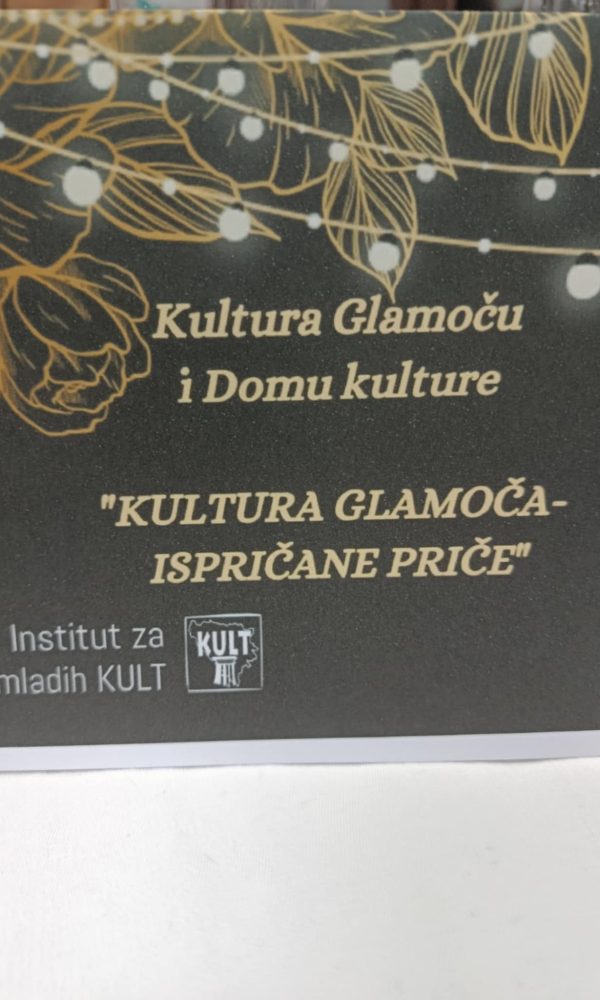 Kultura Glamoču
i Domu kulture
"KULTURA GLAMOČA-
ISPRIČANE PRIČE"
Institut za
mladih KULT
KULT